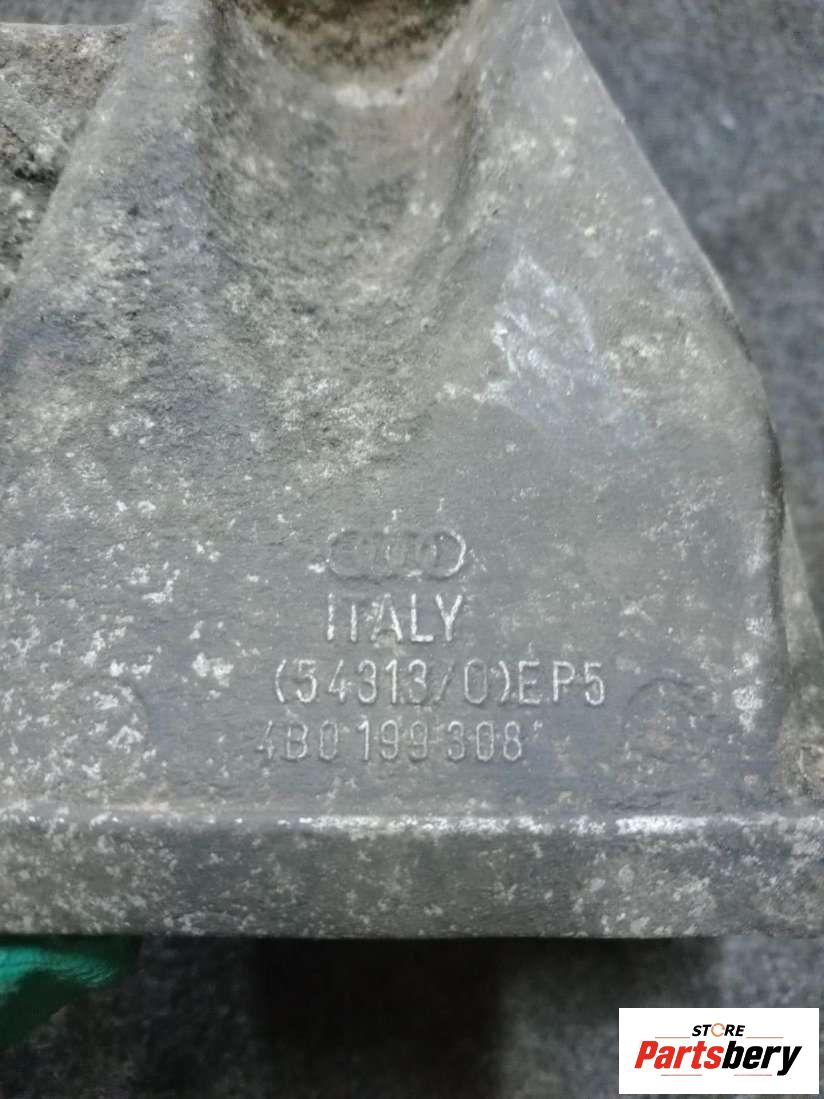 ITALY
(54313/0)EP5
4B0 199 308
STORE
Partsbery